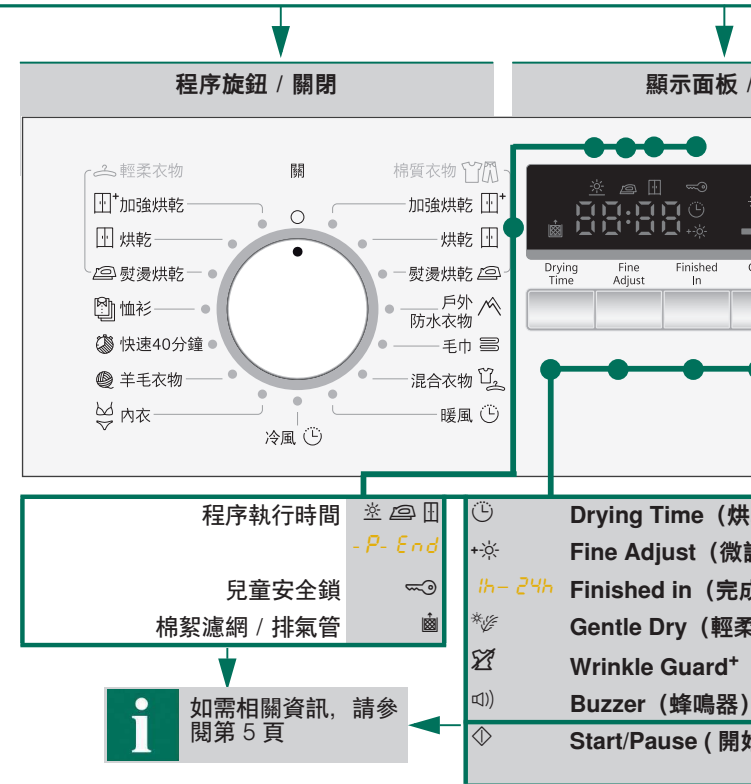 程序旋鈕 / 關閉
顯示面板 /
輕柔衣物
關
棉質衣物
加強烘乾
加強烘乾
烘乾
烘乾
熨燙烘乾
熨燙烘乾
恤衫
戶外
防水衣物
快速40分鐘
毛巾
羊毛衣物
混合衣物
內衣
暖風
冷風
88:88
Drying
Time
Fine
Adjust
Finished
In
程序執行時間
-P- End
兒童安全鎖
棉絮濾網 / 排氣管
Drying Time（烘
Fine Adjust（微
1h – 24h Finished in（完成
Gentle Dry（輕柔
Wrinkle Guard+
Buzzer（蜂鳴器）
Start/Pause ( 開始
i
如需相關資訊，請參
閱第 5 頁